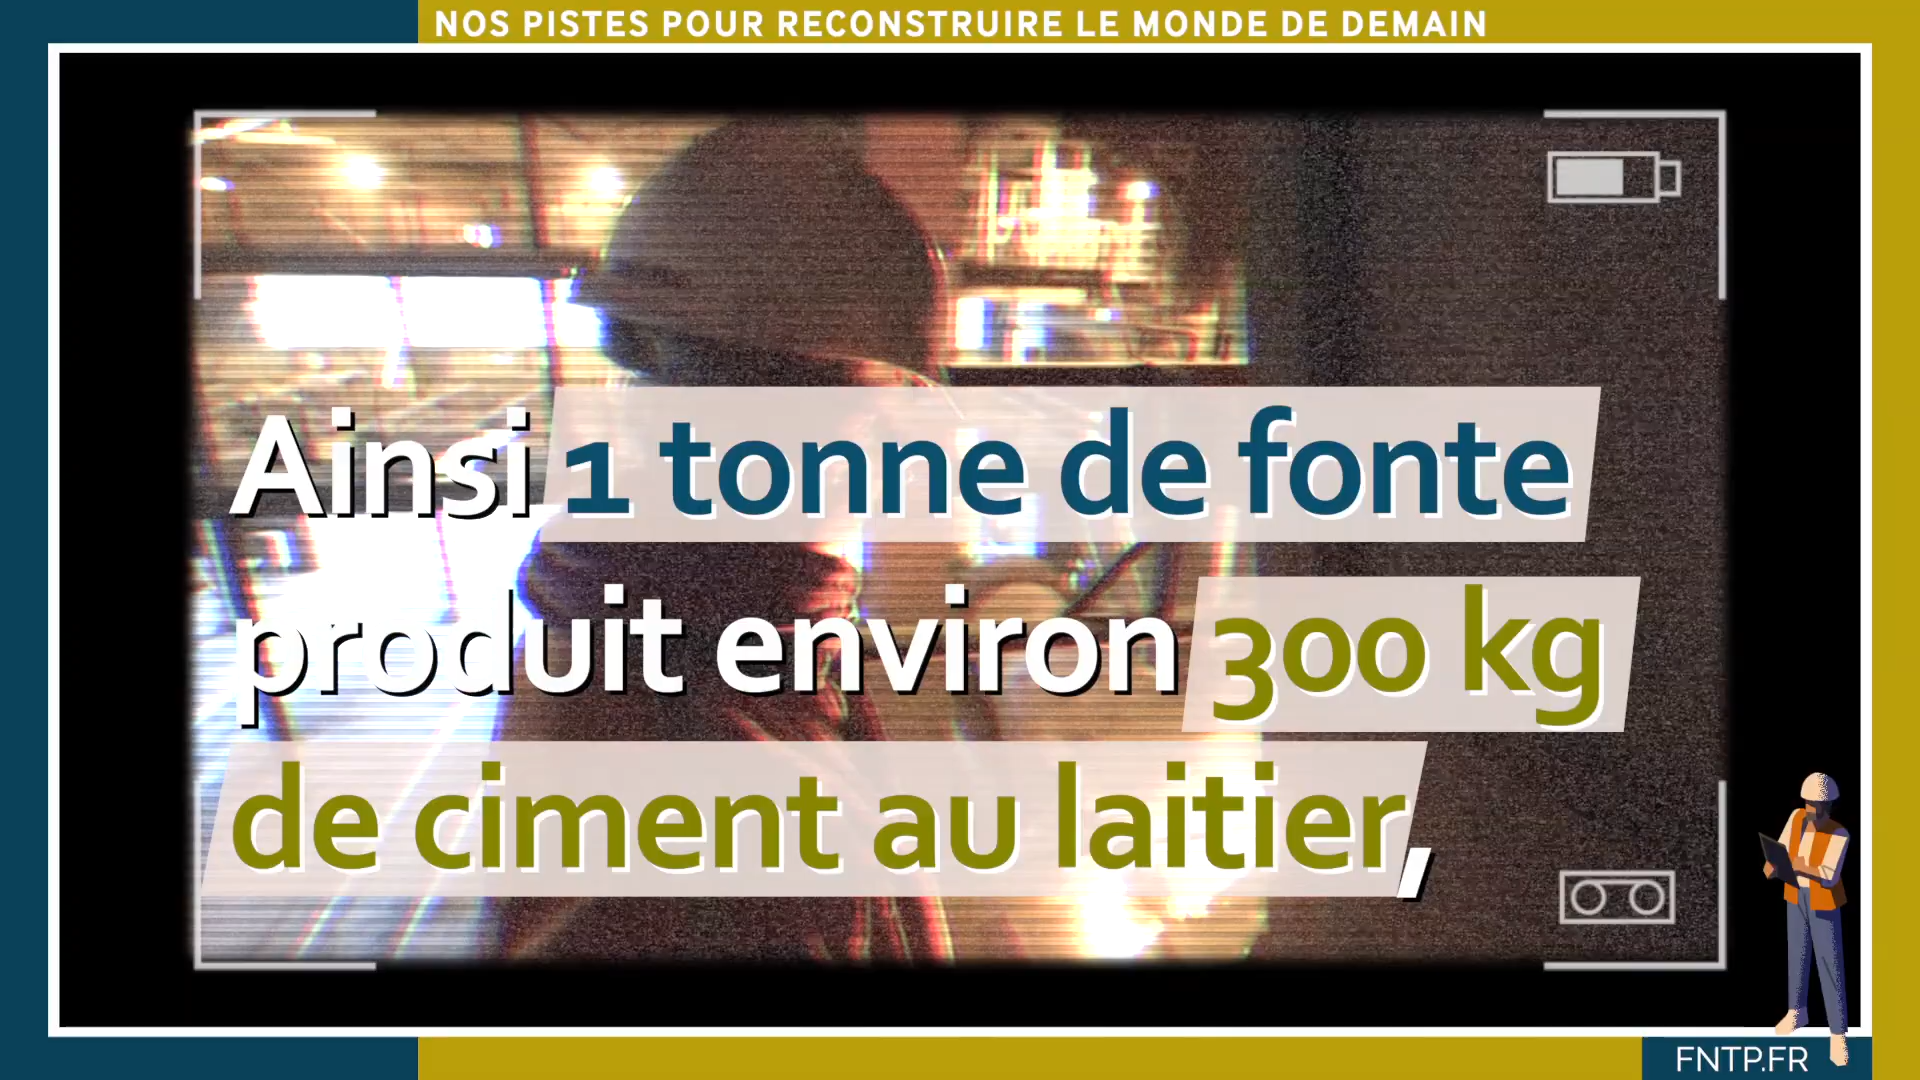 NOS PISTES POUR RECONSTRUIRE LE MONDE DE DEMAIN
Ainsi 1 tonne de fonte
produit environ 300 kg
de ciment au laitier,
FNTP.FR